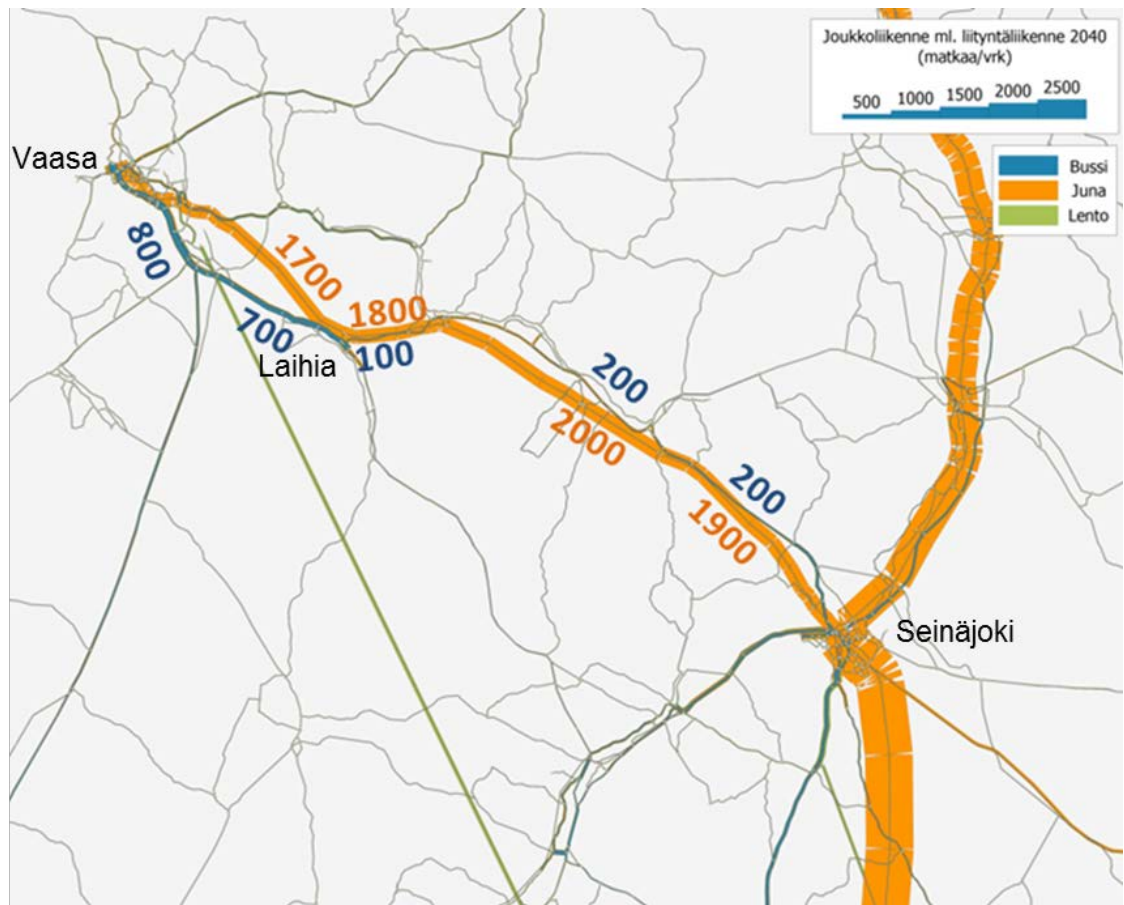 Joukkoliikenne ml. liityntäliikenne 2040
(matkaa/vrk)
500 1000 1500 2000 2500
Bussi
Juna
Lento
Vaasa
800
1700
1800
700
Laihia
100
200
2000
200
1900
Seinäjoki